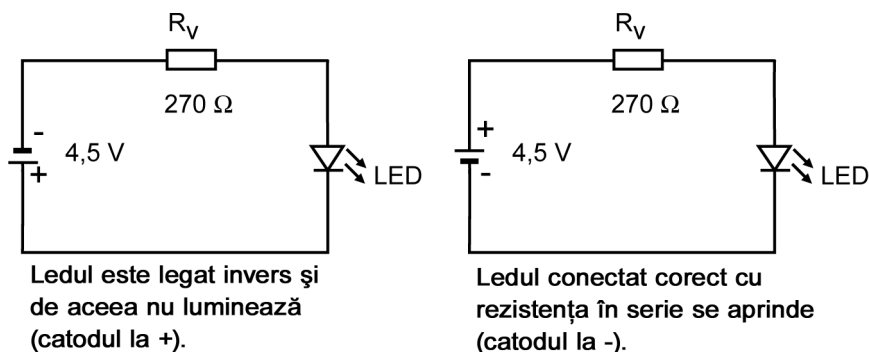 R_V
270 Ω
-
4,5 V
+
LED
Ledul este legat invers şi
de aceea nu luminează
(catodul la +).
R_V
270 Ω
+
4,5 V
-
LED
Ledul conectat corect cu
rezistența în serie se aprinde
(catodul la -).